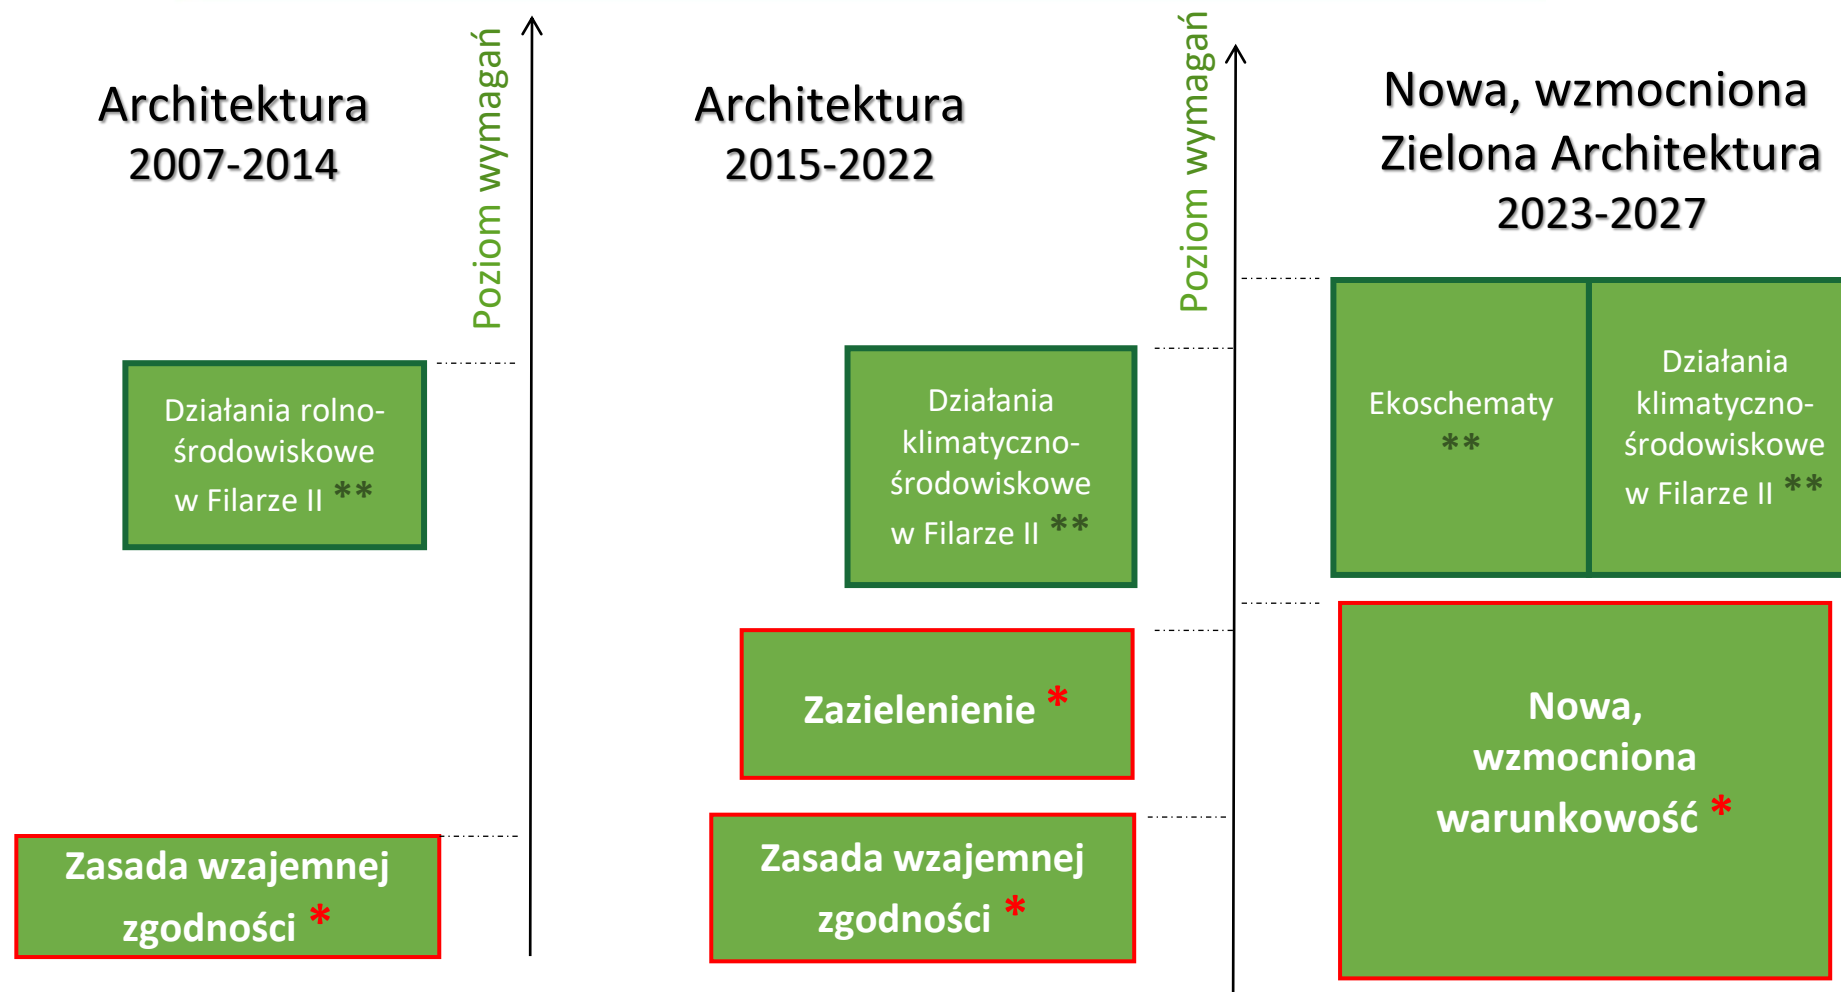 Architektura
2007-2014
Poziom wymagań
Działania rolno-
środowiskowe
w Filarze II **
Zasada wzajemnej
zgodności *
Architektura
2015-2022
Poziom wymagań
Działania
klimatyczno-
środowiskowe
w Filarze II **
Zazielenienie *
Zasada wzajemnej
zgodności *
Nowa, wzmocniona
Zielona Architektura
2023-2027
Ekoschematy
**
Działania
klimatyczno-
środowiskowe
w Filarze II **
Nowa,
wzmocniona
warunkowość *